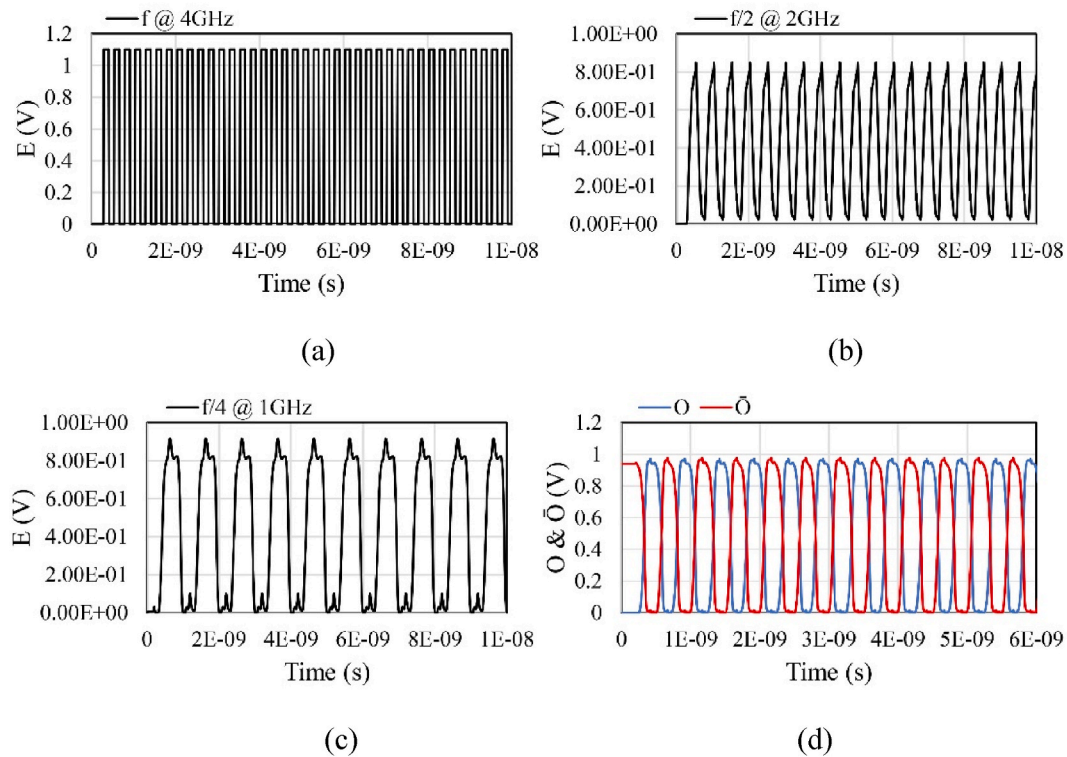 f @ 4GHz
1.2
1
0.8
0.6
0.4
0.2
0
E (V)
0 2E-09 4E-09 6E-09 8E-09 1E-08
Time (s)
(a)
f/2 @ 2GHz
1.00E+00
8.00E-01
6.00E-01
4.00E-01
2.00E-01
0.00E+00
E (V)
0 2E-09 4E-09 6E-09 8E-09 1E-08
Time (s)
(b)
f/4 @ 1GHz
1.00E+00
8.00E-01
6.00E-01
4.00E-01
2.00E-01
0.00E+00
E (V)
0 2E-09 4E-09 6E-09 8E-09 1E-08
Time (s)
(c)
O Ō
1.2
1
0.8
0.6
0.4
0.2
0
O & Ō (V)
0 1E-09 2E-09 3E-09 4E-09 5E-09 6E-09
Time (s)
(d)